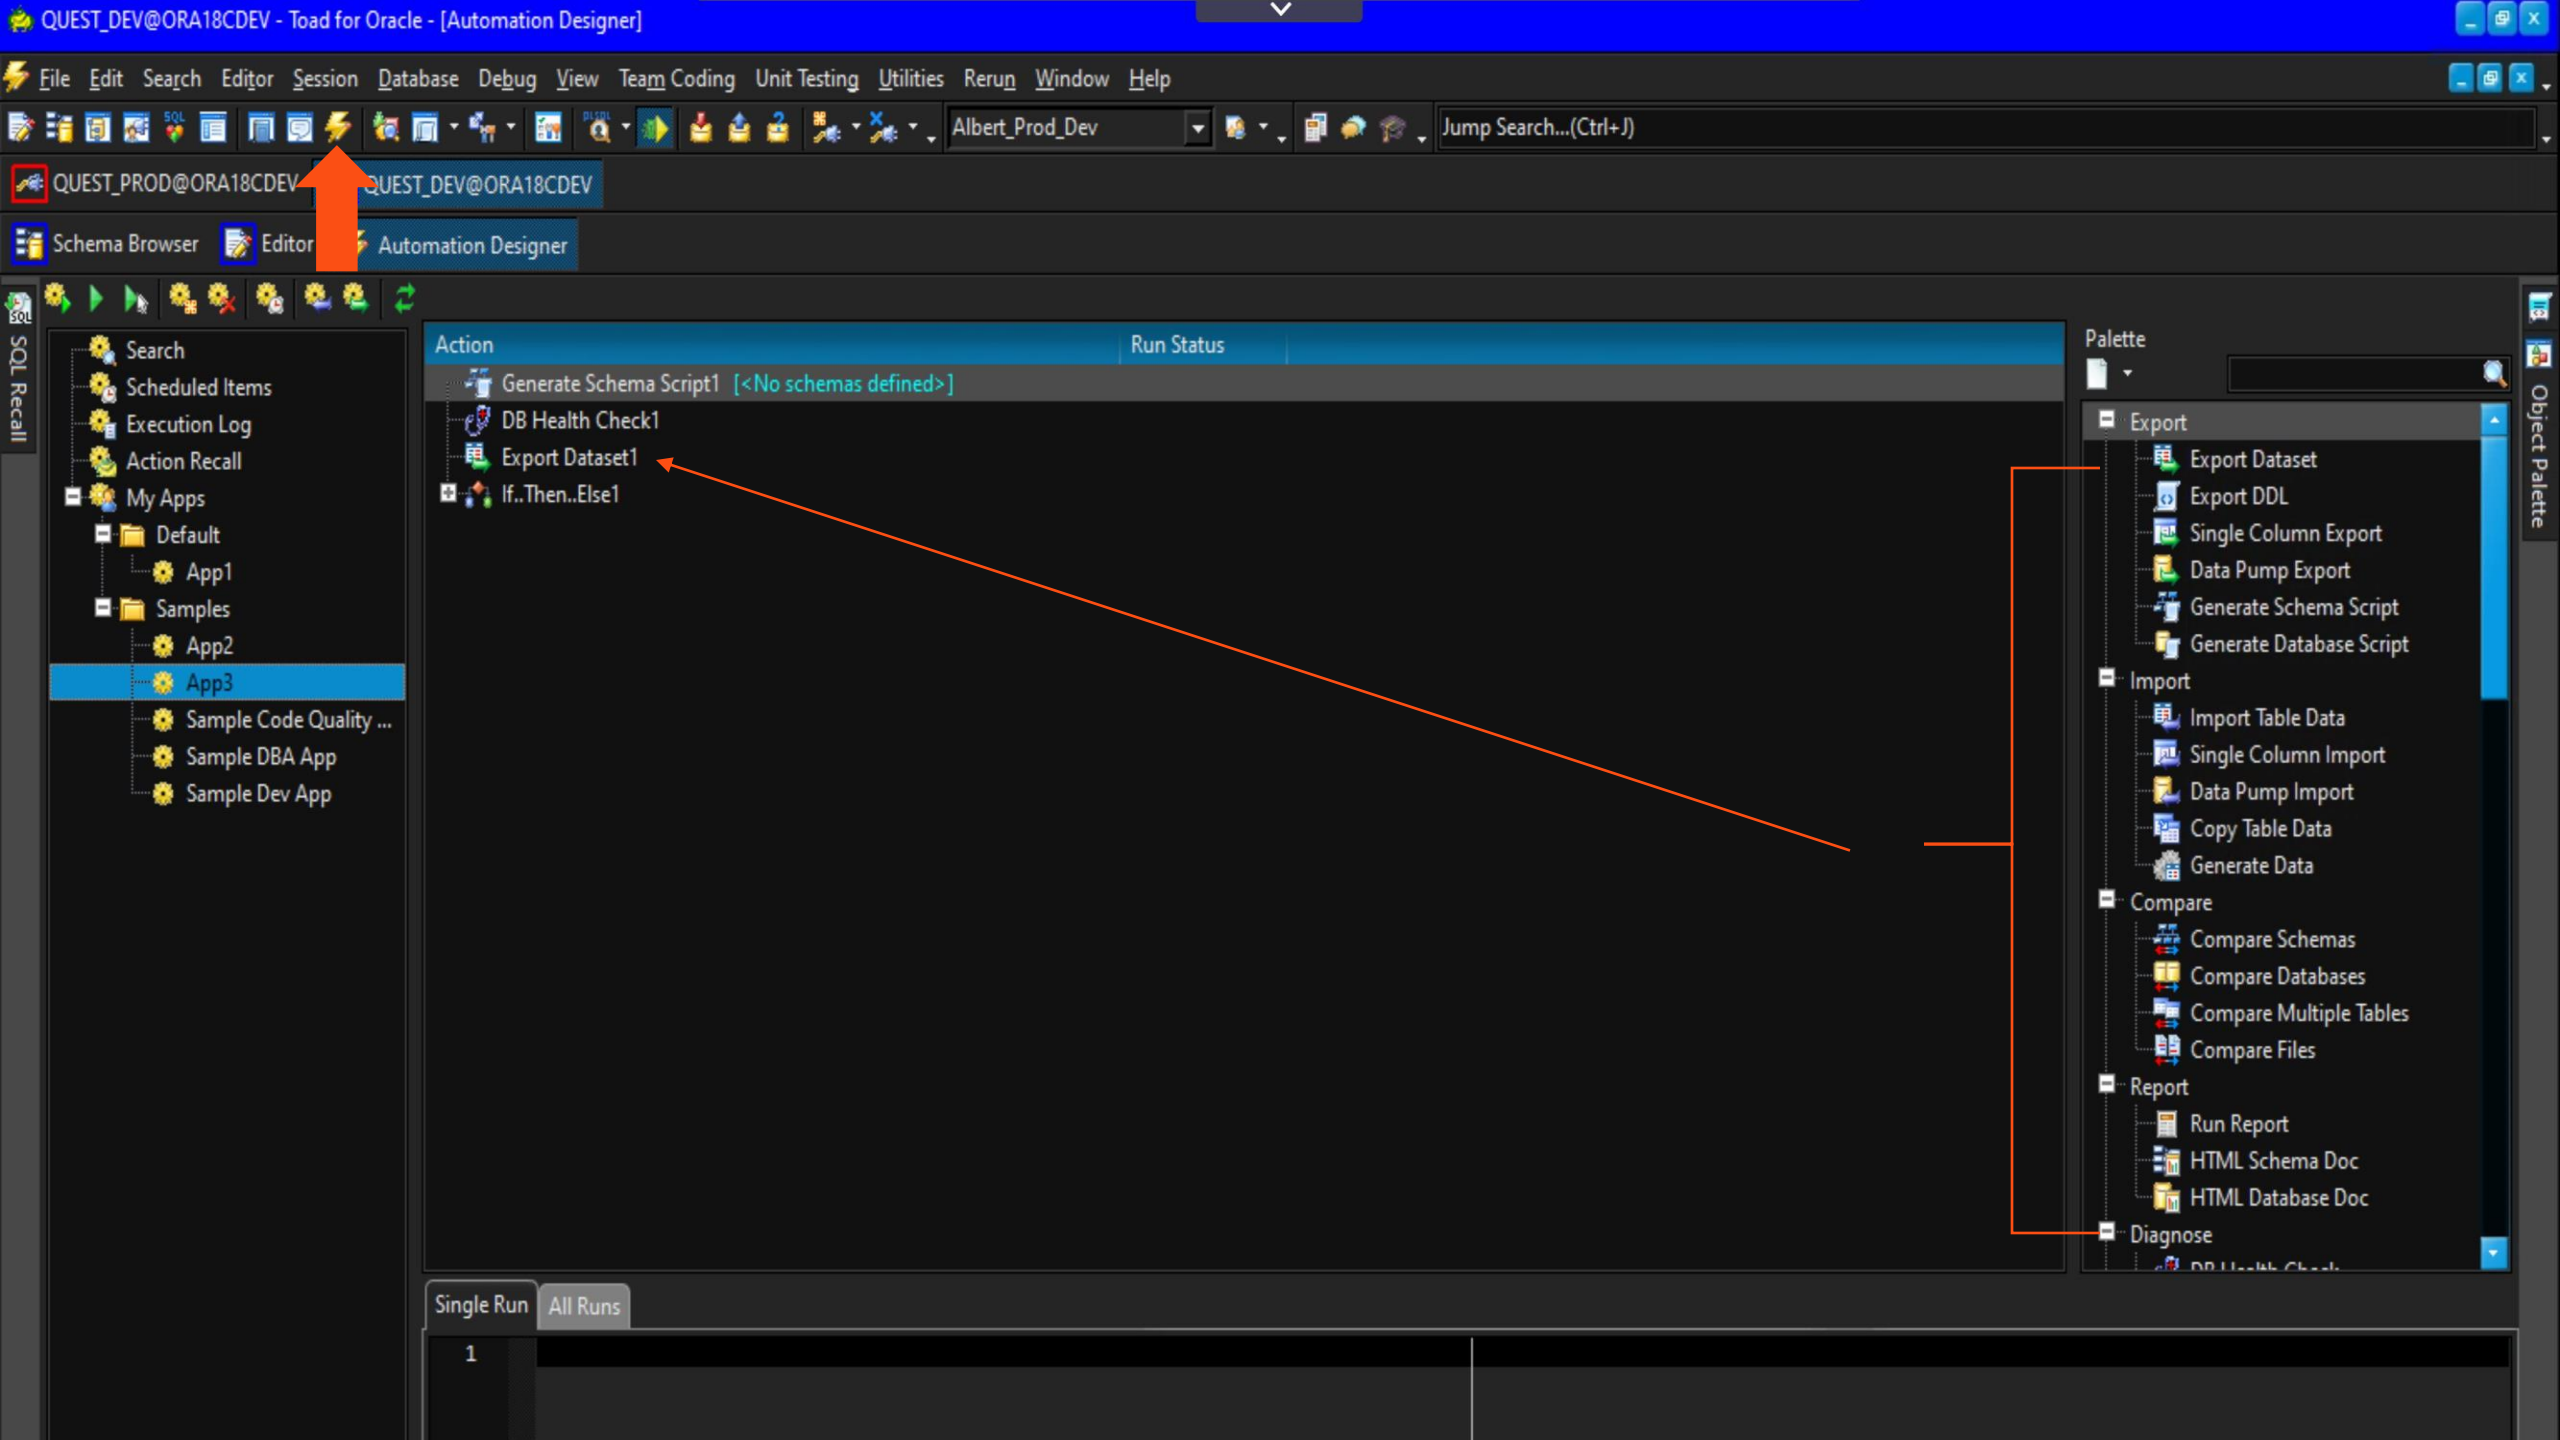 QUEST_DEV@ORA18CDEV - Toad for Oracle - [Automation Designer]
File Edit Search Editor Session Database Debug View Team Coding Unit Testing Utilities Rerun Window Help
SQL
PLSQL
Albert_Prod_Dev
Jump Search...(Ctrl+J)
QUEST_PROD@ORA18CDEV
QUEST_DEV@ORA18CDEV
Schema Browser
Editor
Automation Designer
SQL Recall
Search
Scheduled Items
Execution Log
Action Recall
My Apps
Default
App1
Samples
App2
App3
Sample Code Quality ...
Sample DBA App
Sample Dev App
Action Run Status
Generate Schema Script1 [<No schemas defined>]
DB Health Check1
Export Dataset1
If..Then..Else1
Palette
Export
Export Dataset
Export DDL
Single Column Export
Data Pump Export
Generate Schema Script
Generate Database Script
Import
Import Table Data
Single Column Import
Data Pump Import
Copy Table Data
Generate Data
Compare
Compare Schemas
Compare Databases
Compare Multiple Tables
Compare Files
Report
Run Report
HTML Schema Doc
HTML Database Doc
Diagnose
DB Health Check
Object Palette
Single Run
All Runs
1